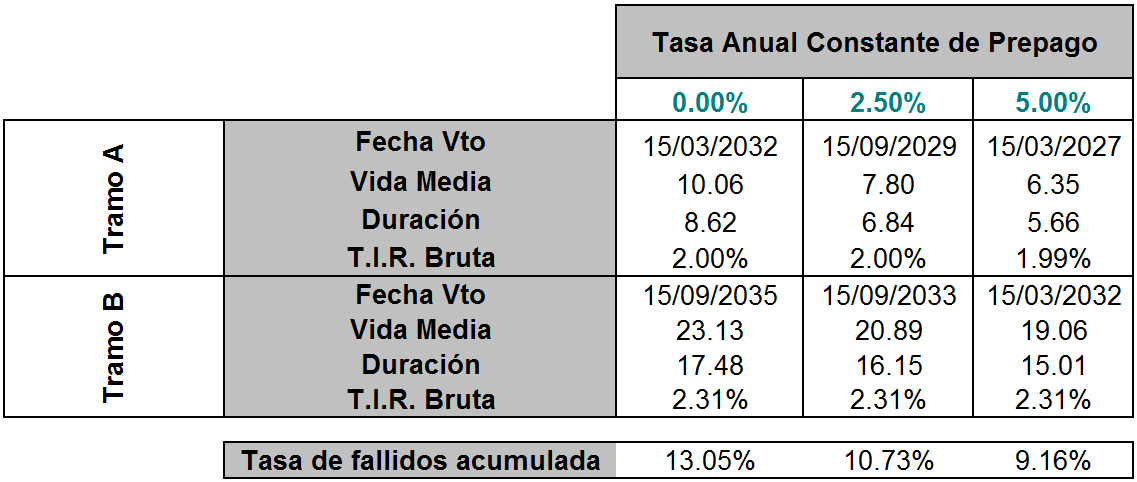 Tasa Anual Constante de Prepago
0.00% 2.50% 5.00%
Tramo A
Fecha Vto 15/03/2032 15/09/2029 15/03/2027
Vida Media 10.06 7.80 6.35
Duración 8.62 6.84 5.66
T.I.R. Bruta 2.00% 2.00% 1.99%
Tramo B
Fecha Vto 15/09/2035 15/09/2033 15/03/2032
Vida Media 23.13 20.89 19.06
Duración 17.48 16.15 15.01
T.I.R. Bruta 2.31% 2.31% 2.31%
Tasa de fallidos acumulada 13.05% 10.73% 9.16%